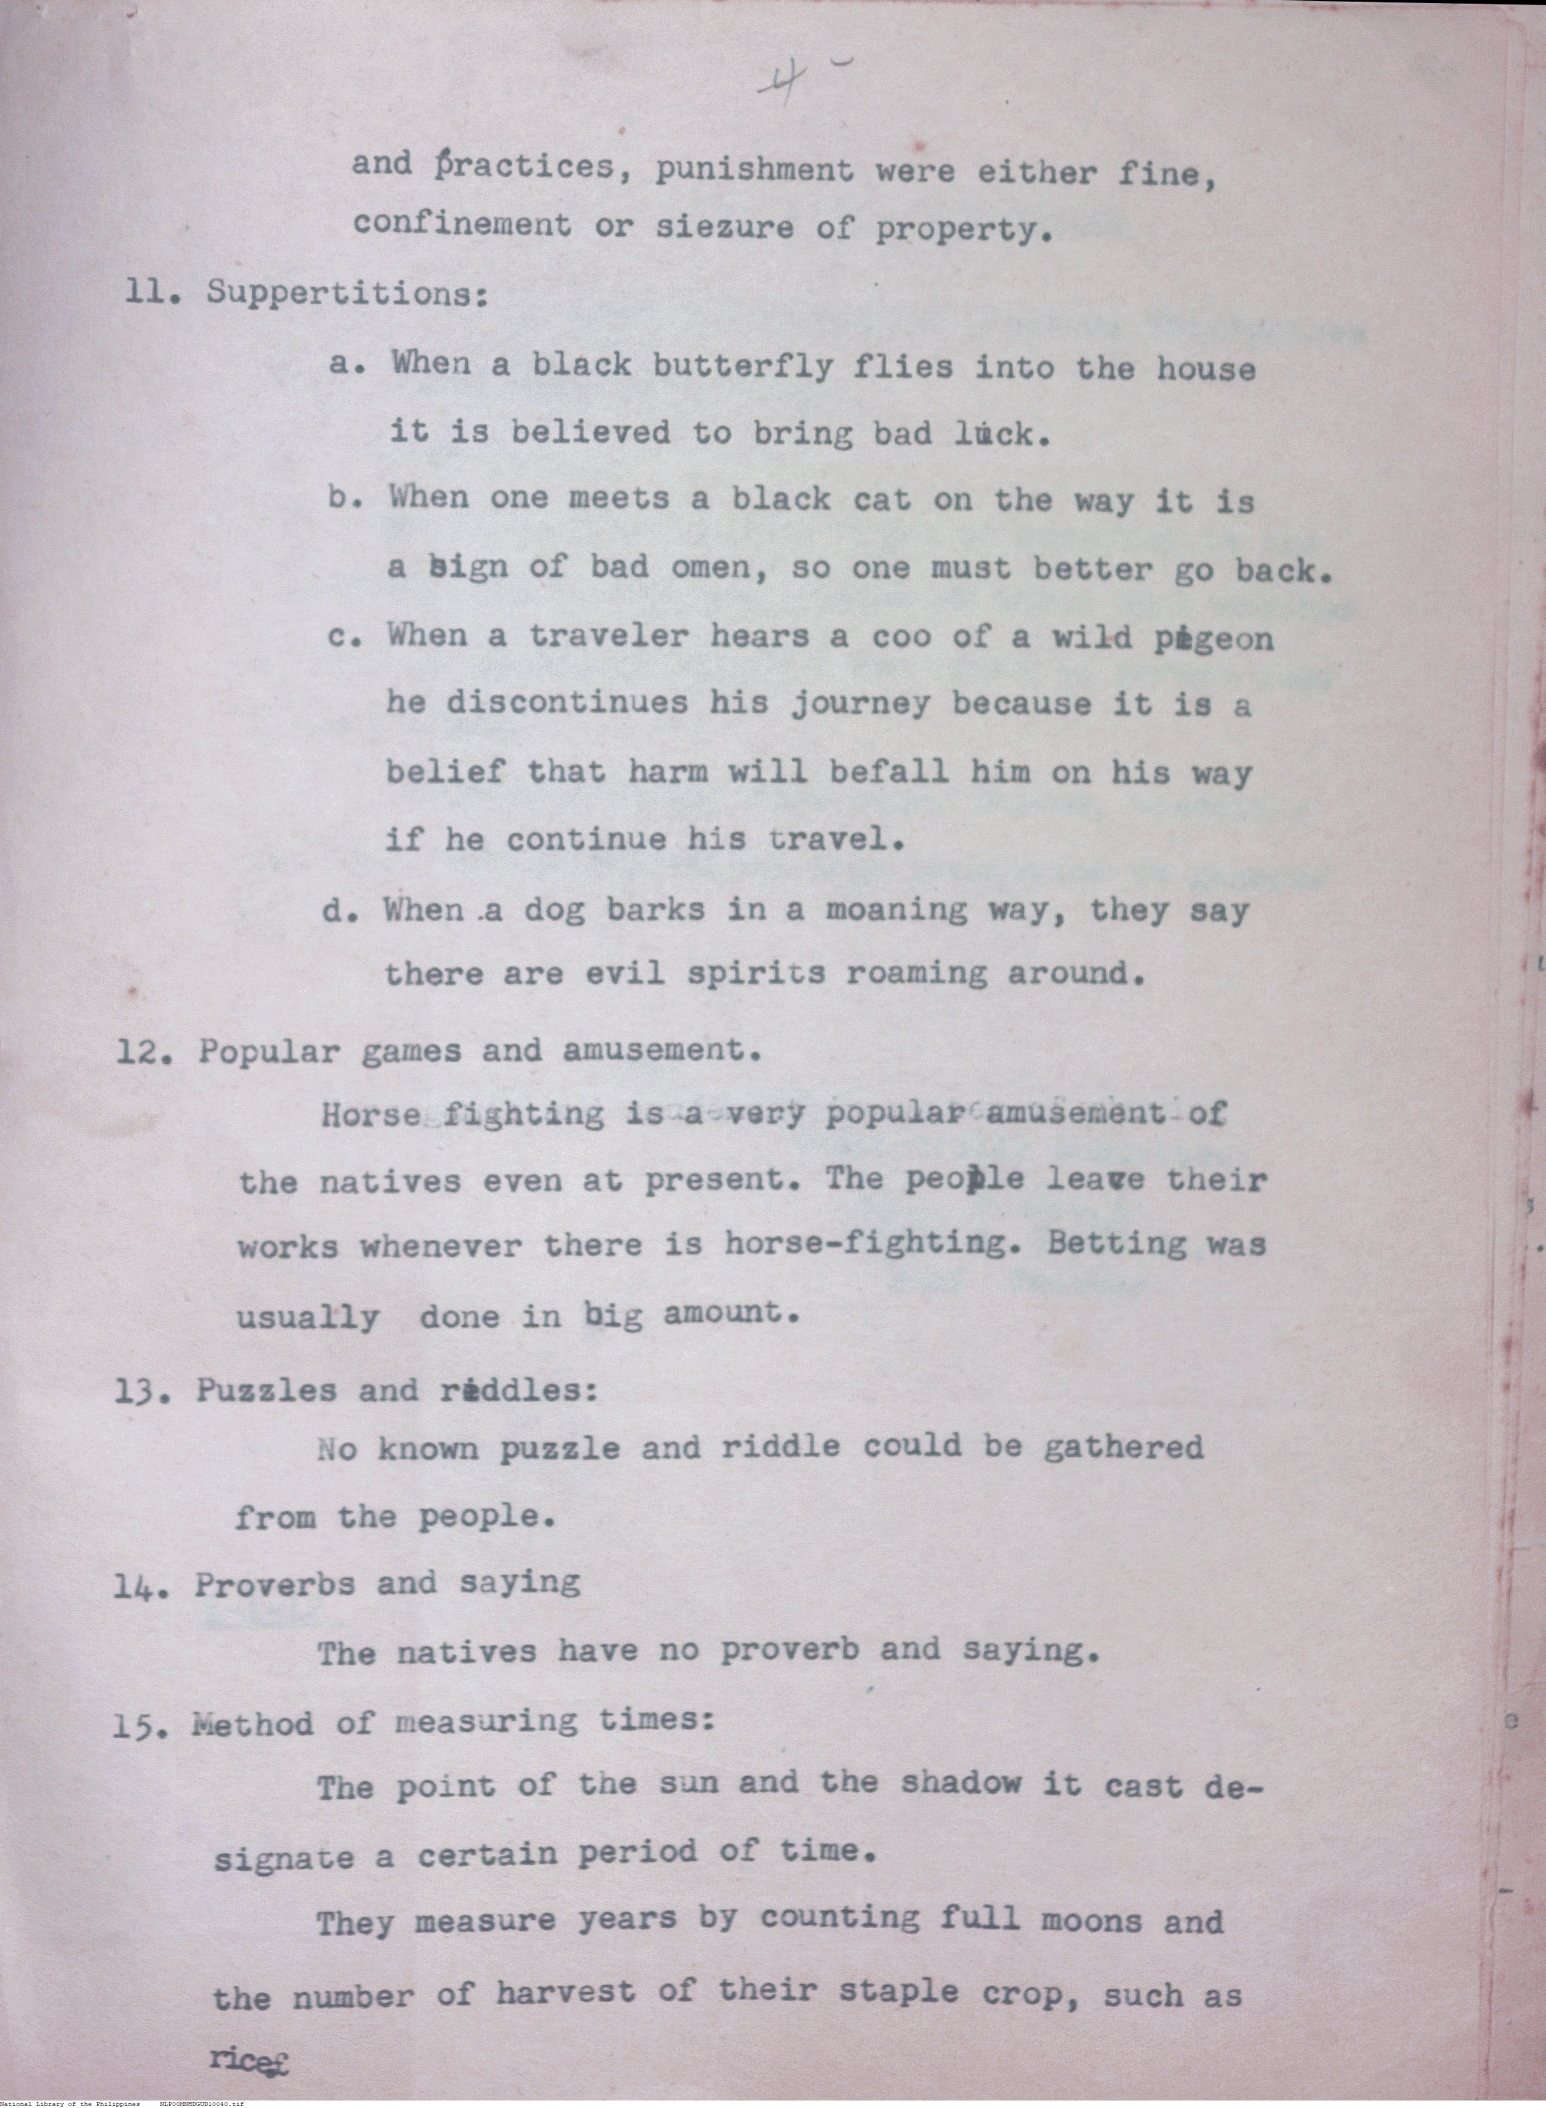 4 -
and practices, punishment were either fine,
confinement or siezure of property.
11. Suppertitions:
a. When a black butterfly flies into the house
it is believed to bring bad luck.
b. When one meets a black cat on the way it is
a sign of bad omen, so one must better go back.
c. When a traveler hears a coo of a wild pigeon
he discontinues his journey because it is a
belief that harm will befall him on his way
if he continue his travel.
d. When a dog barks in a moaning way, they say
there are evil spirits roaming around.
12. Popular games and amusement.
Horse fighting is a very popular amusement of
the natives even at present. The people leave their
works whenever there is horse-fighting. Betting was
usually done in big amount.
13. Puzzles and riddles:
No known puzzle and riddle could be gathered
from the people.
14. Proverbs and saying
The natives have no proverb and saying.
15. Method of measuring times:
The point of the sun and the shadow it cast de-
signate a certain period of time.
They measure years by counting full moons and
the number of harvest of their staple crop, such as
rice
National Library of the Philippines